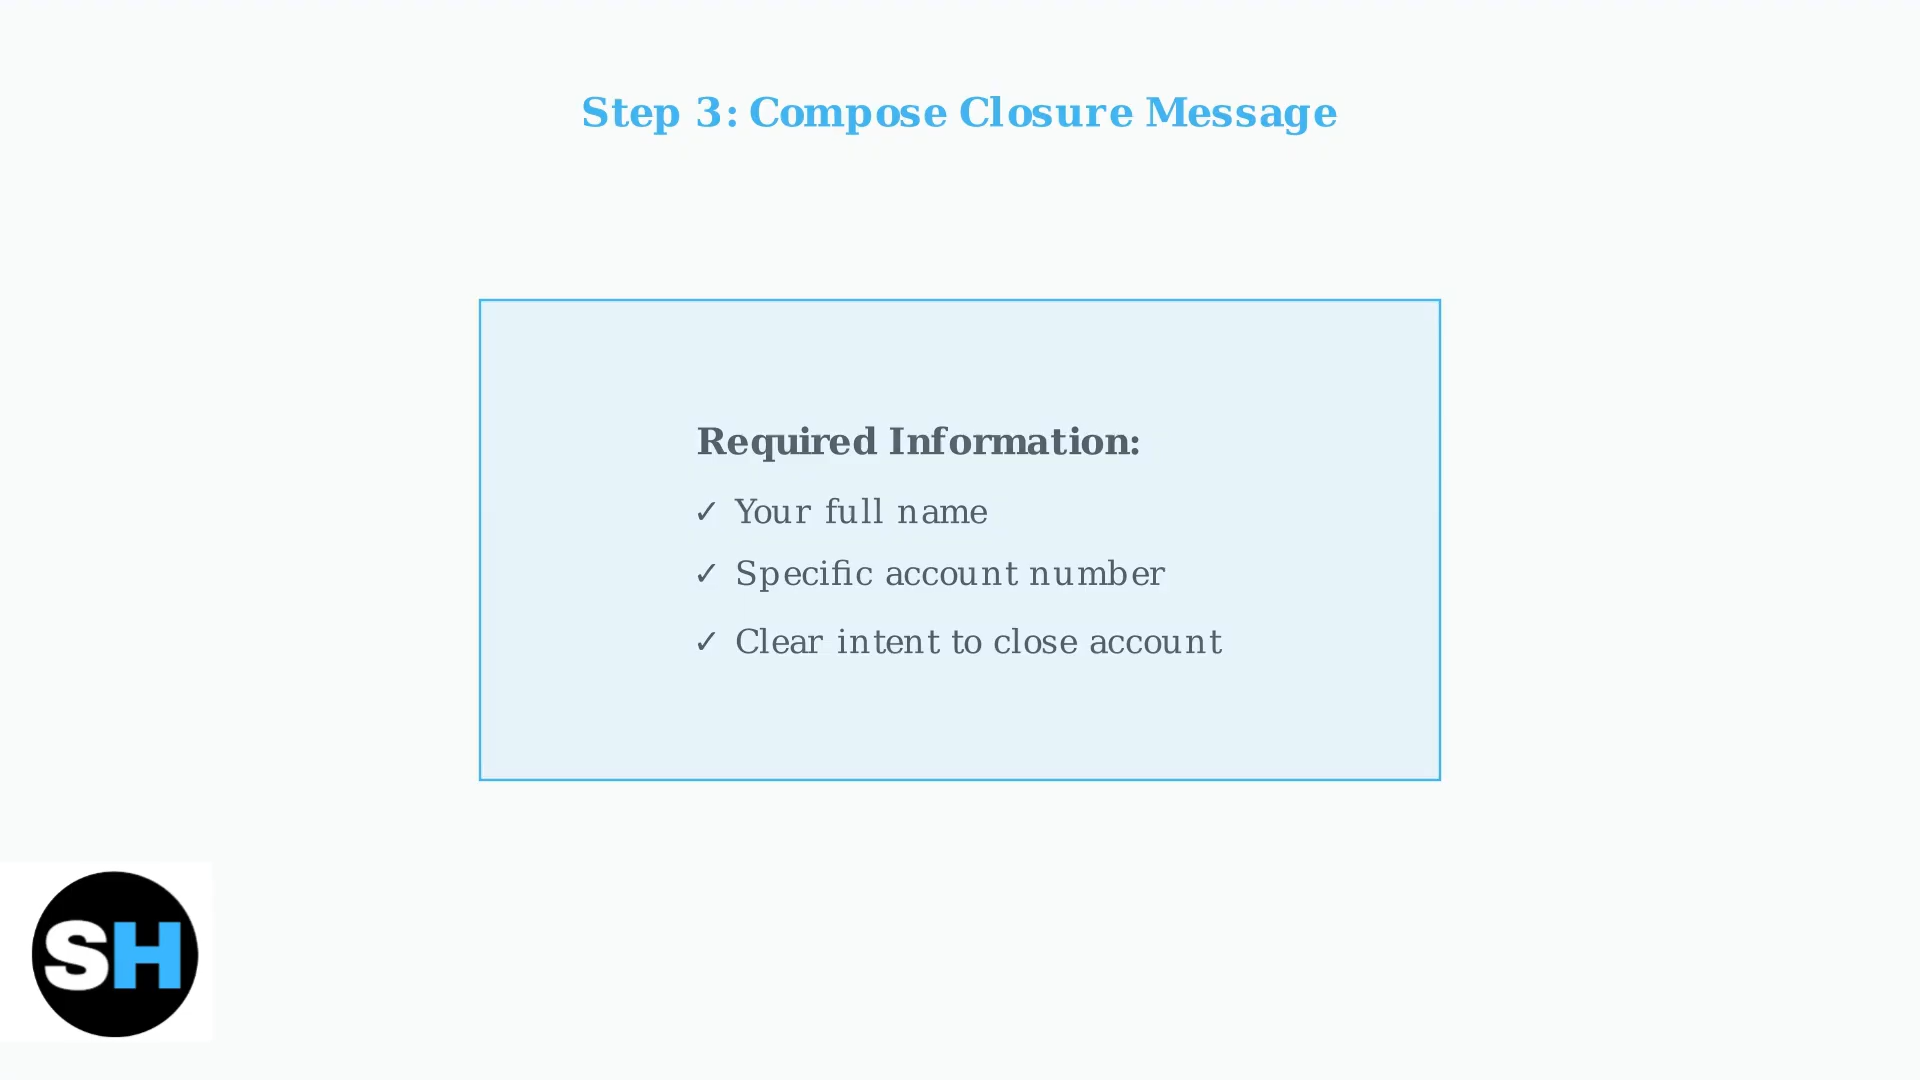 Step 3: Compose Closure Message
Required Information:
✓ Your full name
✓ Specific account number
✓ Clear intent to close account
SH